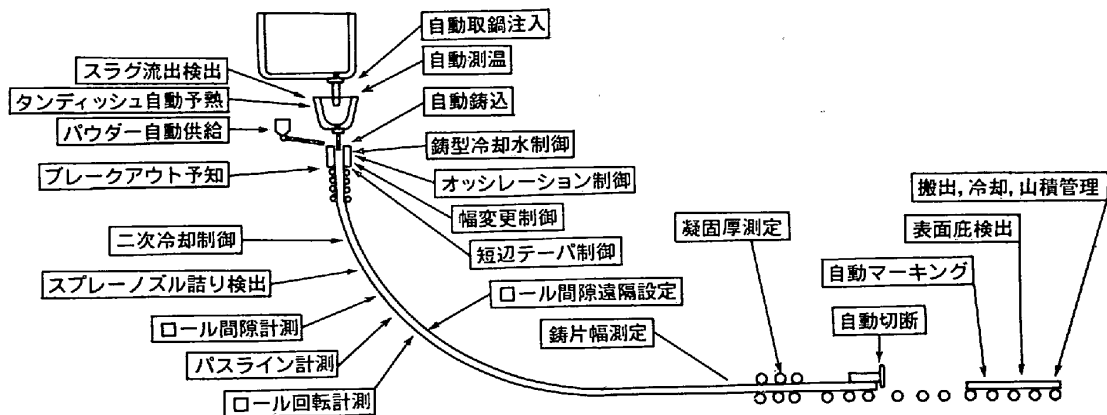 自動取鍋注入
自動測温
スラグ流出検出
タンディッシュ自動予熱
自動鋳込
パウダー自動供給
鋳型冷却水制御
ブレークアウト予知
オッシレーション制御
搬出,冷却,山積管理
幅変更制御
凝固厚測定
表面疵検出
二次冷却制御
短辺テーパ制御
自動マーキング
スプレーノズル詰り検出
ロール間隙遠隔設定
自動切断
ロール間隙計測
鋳片幅測定
パスライン計測
ロール回転計測